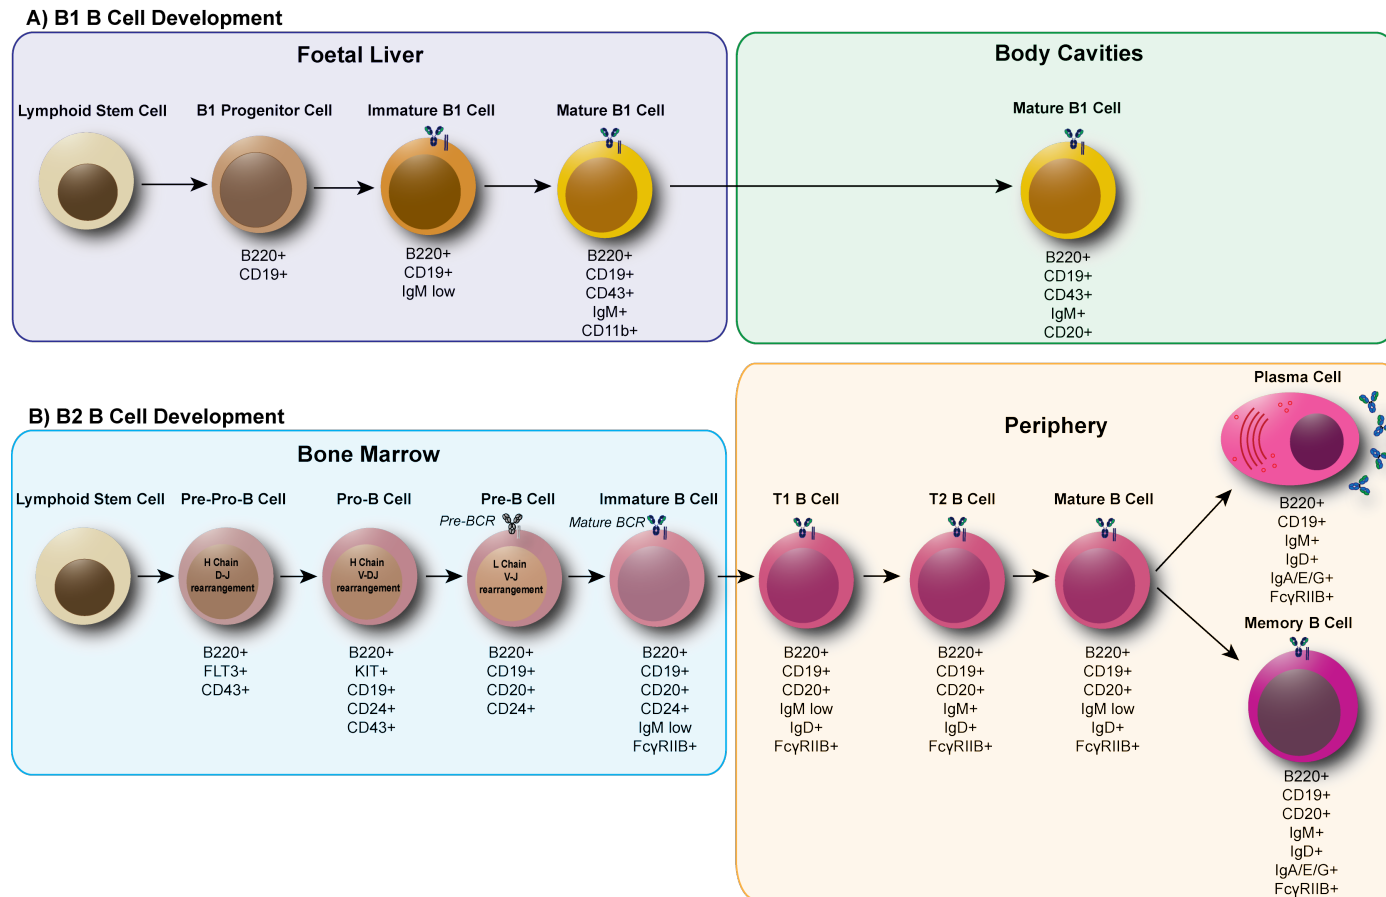 A) B1 B Cell Development
Foetal Liver
Lymphoid Stem Cell
B1 Progenitor Cell
B220+
CD19+
Immature B1 Cell
B220+
CD19+
IgM low
Mature B1 Cell
B220+
CD19+
CD43+
IgM+
CD11b+
Body Cavities
Mature B1 Cell
B220+
CD19+
CD43+
IgM+
CD20+
B) B2 B Cell Development
Bone Marrow
Lymphoid Stem Cell
Pre-Pro-B Cell
H Chain
D-J
rearrangement
B220+
FLT3+
CD43+
Pro-B Cell
H Chain
V-DJ
rearrangement
B220+
KIT+
CD19+
CD24+
CD43+
Pre-B Cell
Pre-BCR
L Chain
V-J
rearrangement
B220+
CD19+
CD20+
CD24+
Immature B Cell
Mature BCR
B220+
CD19+
CD20+
CD24+
IgM low
FcγRIIB+
Periphery
T1 B Cell
B220+
CD19+
CD20+
IgM low
IgD+
FcγRIIB+
T2 B Cell
B220+
CD19+
CD20+
IgM+
IgD+
FcγRIIB+
Mature B Cell
B220+
CD19+
CD20+
IgM low
IgD+
FcγRIIB+
Plasma Cell
B220+
CD19+
IgM+
IgD+
IgA/E/G+
FcγRIIB+
Memory B Cell
B220+
CD19+
CD20+
IgM+
IgD+
IgA/E/G+
FcγRIIB+